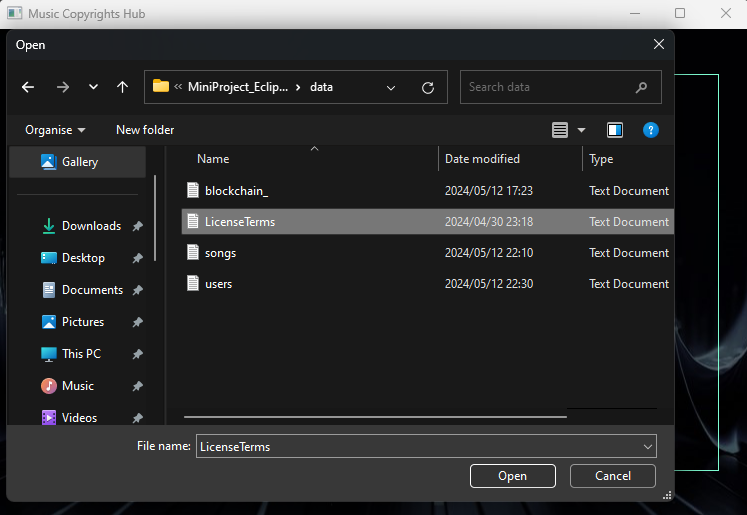 Music Copyrights Hub
Open
MiniProject_Eclip... data
Search data
Organise New folder
Name Date modified Type
Gallery
blockchain_ 2024/05/12 17:23 Text Document
LicenseTerms 2024/04/30 23:18 Text Document
songs 2024/05/12 22:10 Text Document
users 2024/05/12 22:30 Text Document
Downloads
Desktop
Documents
Pictures
This PC
Music
Videos
File name: LicenseTerms
Open Cancel